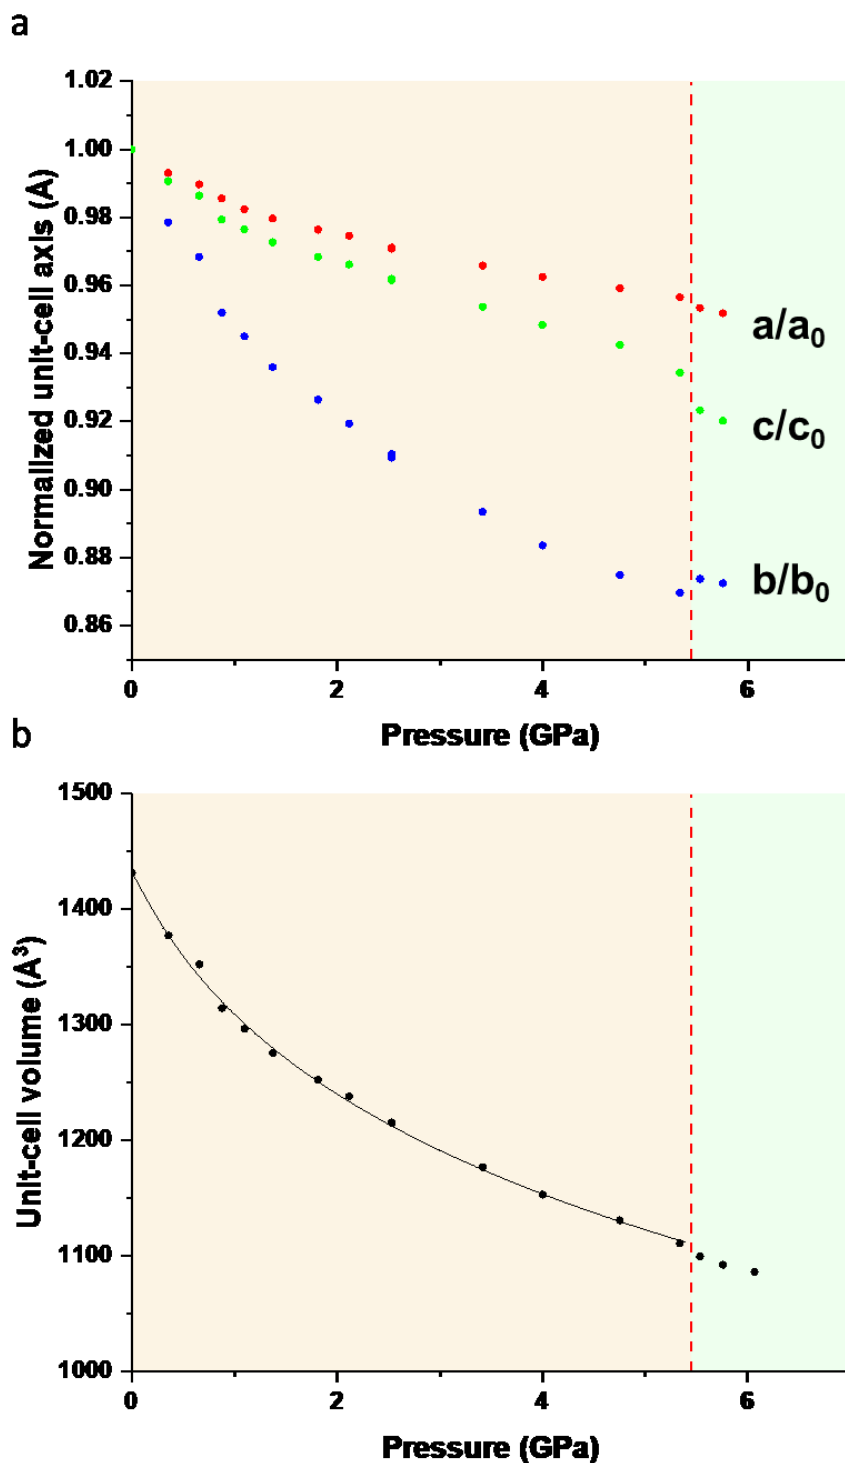 a
1.02
1.00
0.98
0.96
0.94
0.92
0.90
0.88
0.86
Normalized unit-cell axis (Å)
a/a₀
c/c₀
b/b₀
0 2 4 6
Pressure (GPa)
b
1500
1400
1300
1200
1100
1000
Unit-cell volume (Å³)
0 2 4 6
Pressure (GPa)